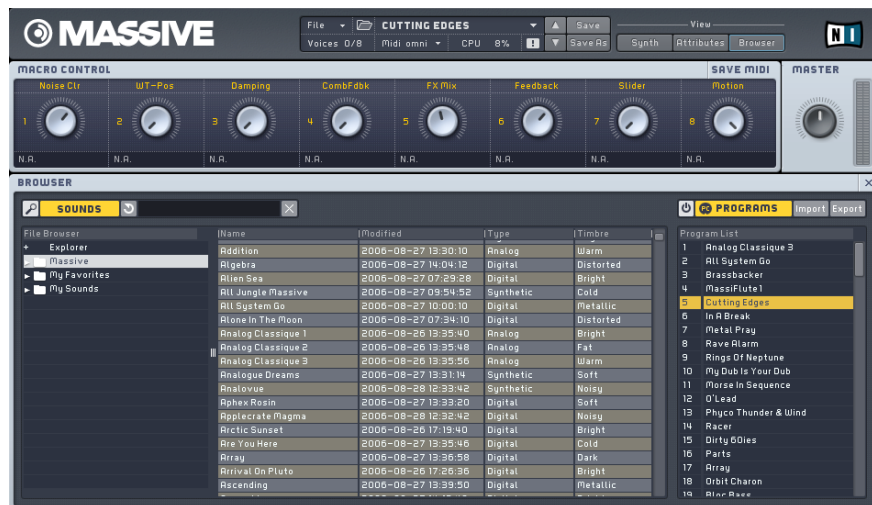 MASSIVE
File CUTTING EDGES Save
Voices 0/8 Midi omni CPU 8% ! Save As
View
Synth Attributes Browser
NI
MACRO CONTROL SAVE MIDI MASTER
Noise Clr WT-Pos Damping CombFdbk FX Mix Feedback Slider Motion
1 2 3 4 5 6 7 8
N.A. N.A. N.A. N.A. N.A. N.A. N.A. N.A.
BROWSER X
SOUNDS PC PROGRAMS Import Export
File Browser
+ Explorer
Massive
My Favorites
My Sounds
Name Modified Type Timbre
Addition 2006-08-27 13:30:10 Analog Warm
Algebra 2006-08-27 14:04:12 Digital Distorted
Alien Sea 2006-08-27 07:29:28 Digital Bright
All Jungle Massive 2006-08-27 09:54:52 Synthetic Cold
All System Go 2006-08-27 10:00:10 Digital Metallic
Alone In The Moon 2006-08-27 07:34:10 Digital Distorted
Analog Classique 1 2006-08-26 13:35:40 Analog Bright
Analog Classique 2 2006-08-26 13:35:48 Analog Fat
Analog Classique 3 2006-08-26 13:35:56 Analog Warm
Analogue Dreams 2006-08-27 13:31:14 Synthetic Soft
Analovue 2006-08-28 12:33:42 Synthetic Noisy
Aphex Rosin 2006-08-27 13:33:20 Digital Soft
Applecrate Magma 2006-08-28 12:32:42 Digital Noisy
Arctic Sunset 2006-08-26 17:19:40 Digital Bright
Are You Here 2006-08-27 13:35:46 Digital Cold
Array 2006-08-27 13:36:58 Digital Dark
Arrival On Pluto 2006-08-26 17:26:36 Digital Bright
Ascending 2006-08-27 13:39:50 Digital Metallic
Program List
1 Analog Classique 3
2 All System Go
3 Brassbacker
4 MassiFlute1
5 Cutting Edges
6 In A Break
7 Metal Pray
8 Rave Alarm
9 Rings Of Neptune
10 My Dub Is Your Dub
11 Morse In Sequence
12 O'Lead
13 Phyco Thunder & Wind
14 Racer
15 Dirty 60ies
16 Parts
17 Array
18 Orbit Charon
19 Bloc Bass